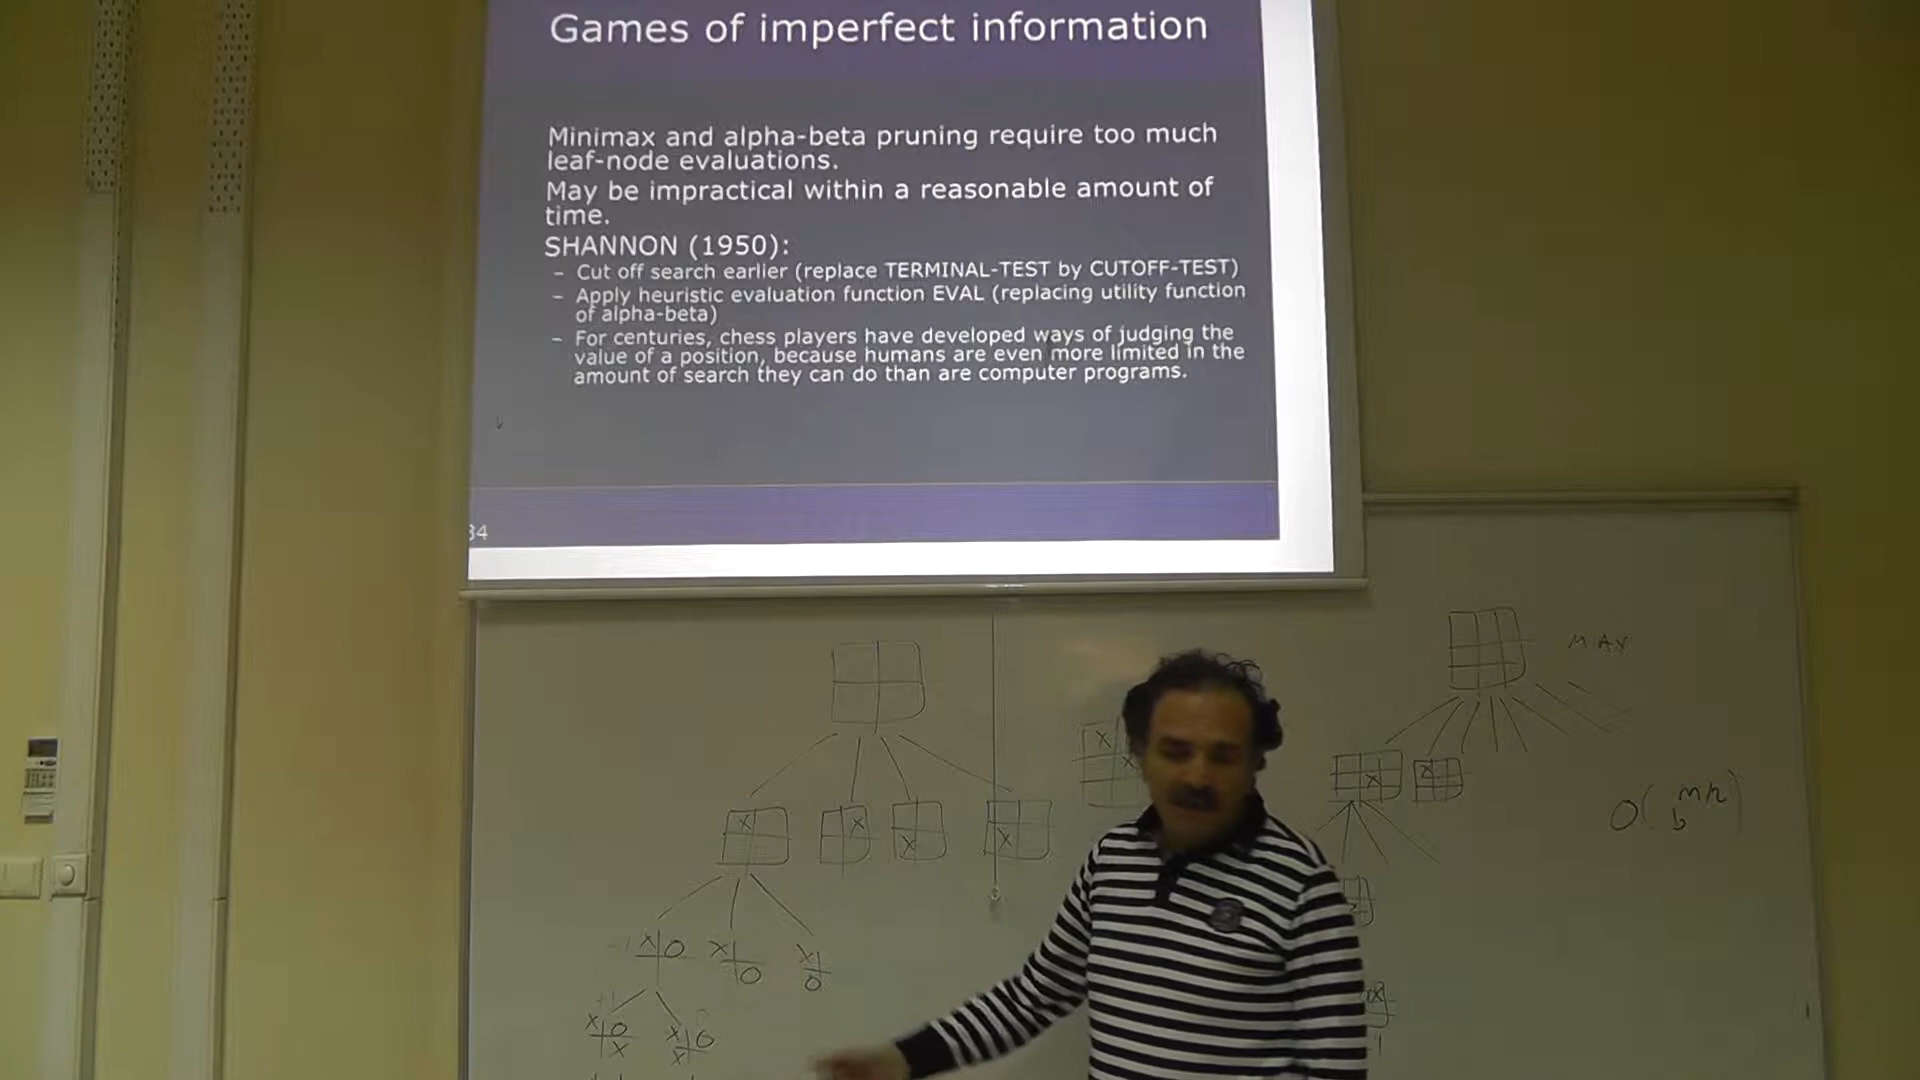 Games of imperfect information
Minimax and alpha-beta pruning require too much
leaf-node evaluations.
May be impractical within a reasonable amount of
time.
SHANNON (1950):
– Cut off search earlier (replace TERMINAL-TEST by CUTOFF-TEST)
– Apply heuristic evaluation function EVAL (replacing utility function
of alpha-beta)
– For centuries, chess players have developed ways of judging the
value of a position, because humans are even more limited in the
amount of search they can do than are computer programs.
34
MAX
X
X X
X X X X
O(b^m/2)
X O X O X O
+1
X O X X O X